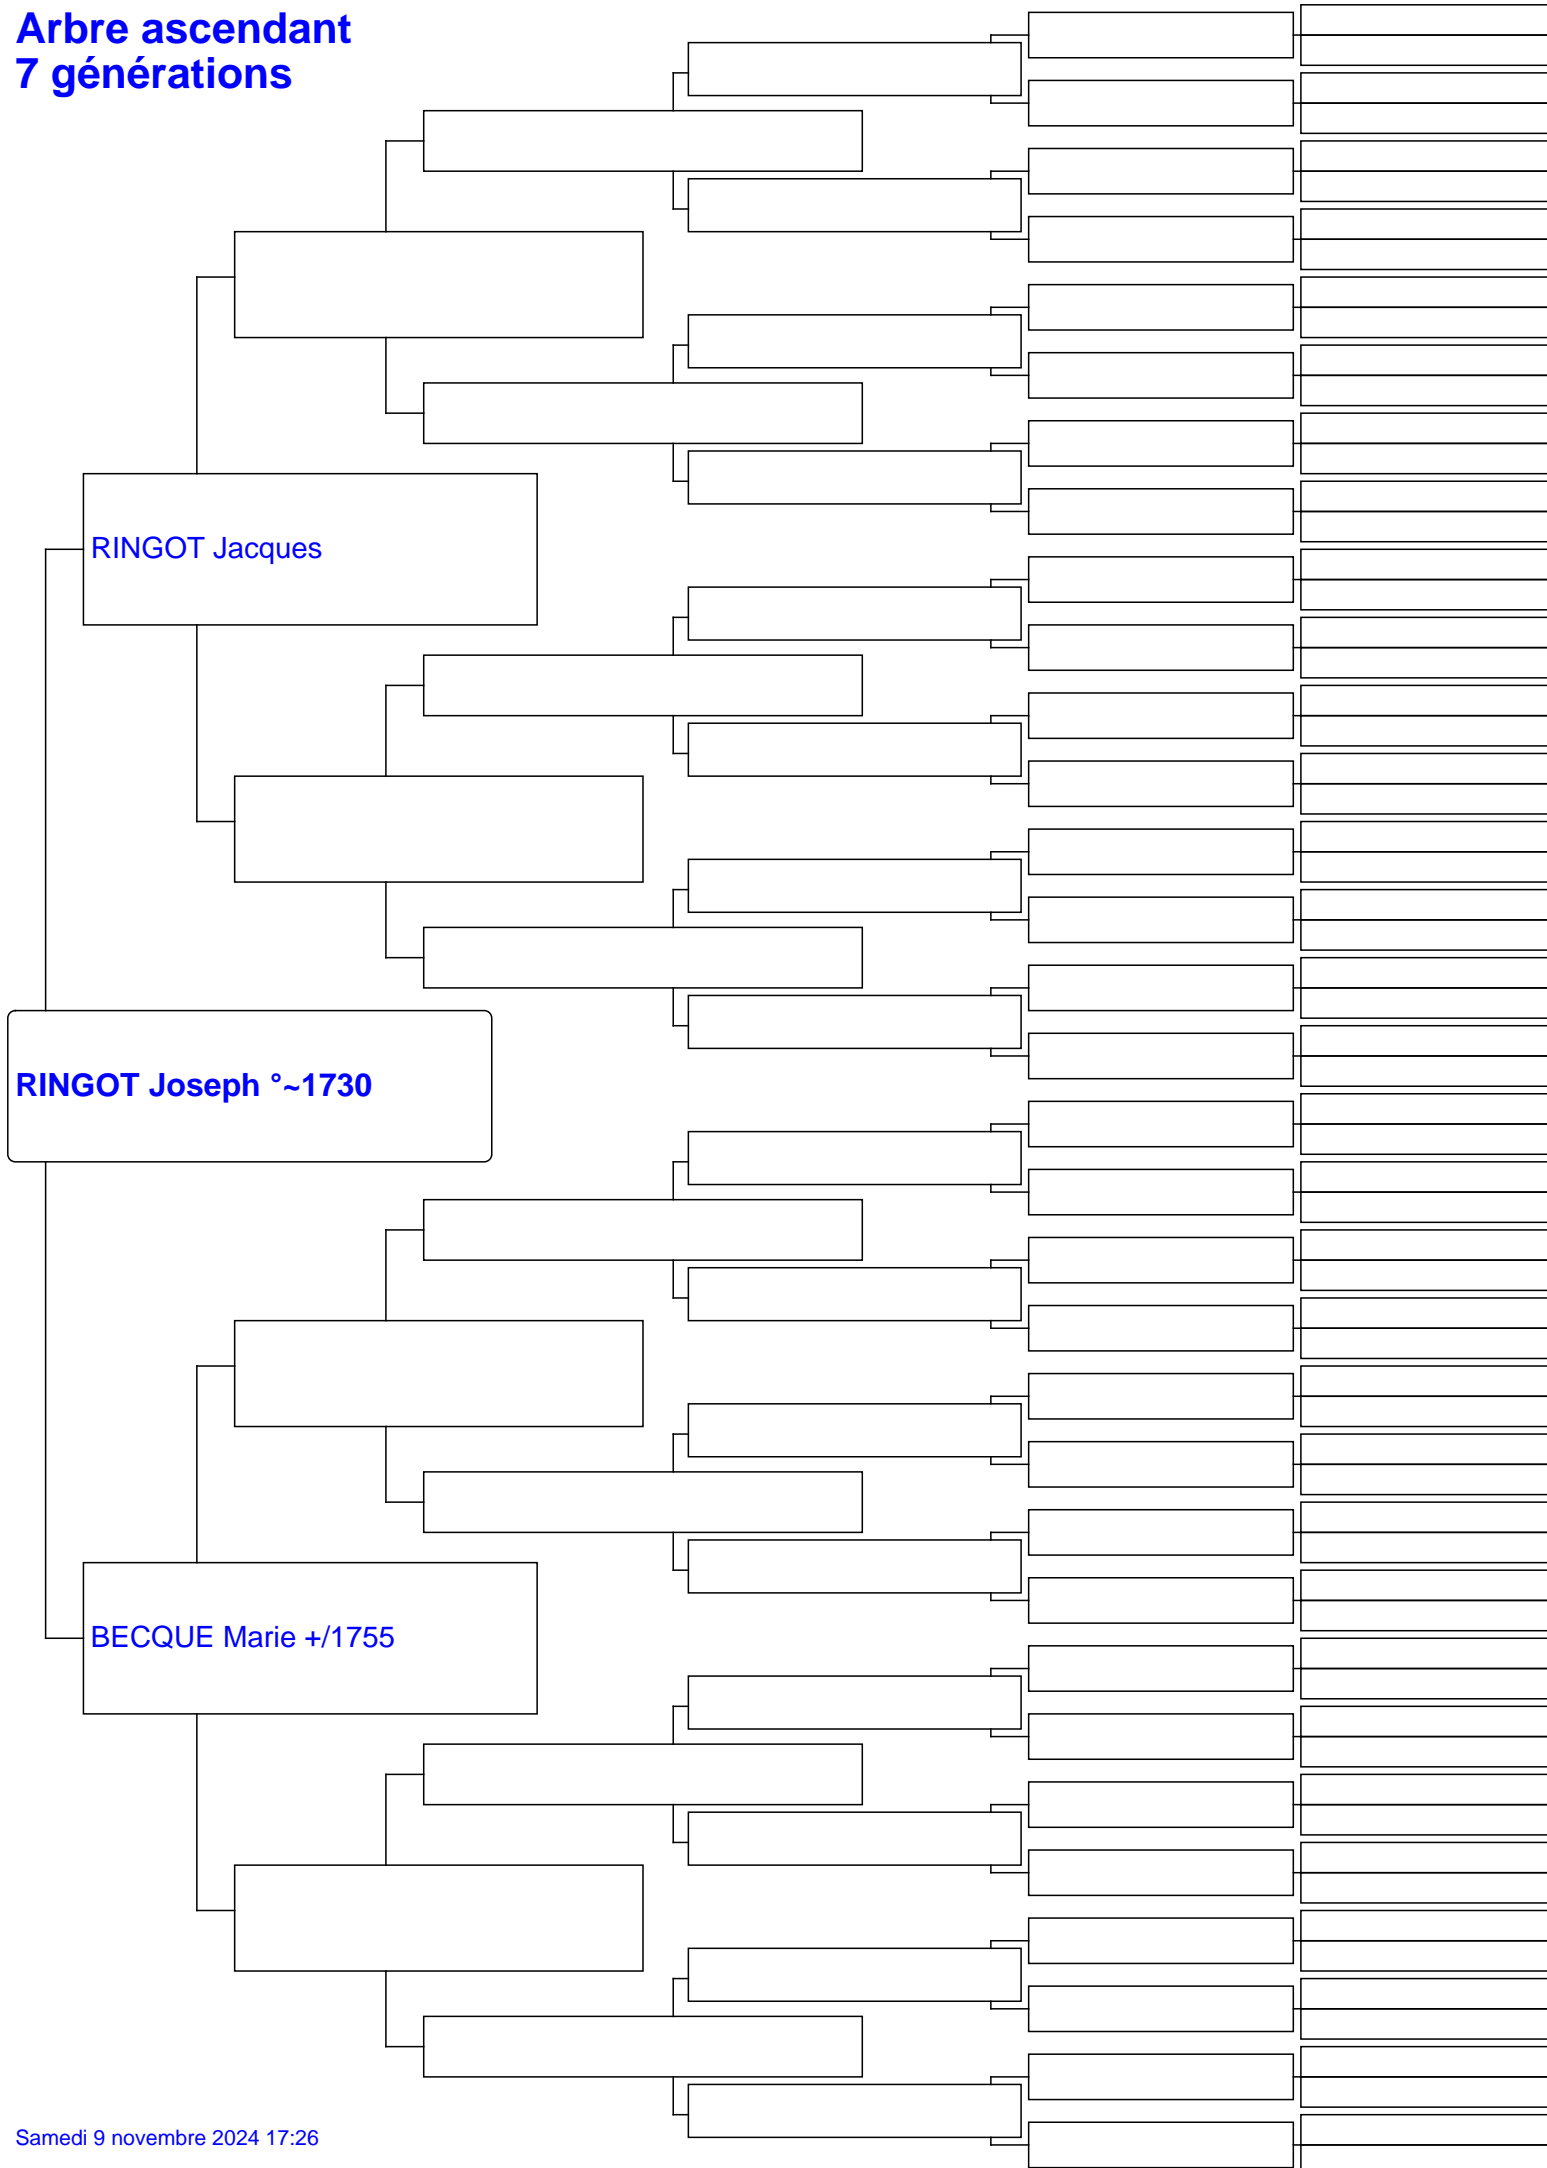 Arbre ascendant
7 générations
RINGOT Jacques
RINGOT Joseph °~1730
BECQUE Marie +/1755
Samedi 9 novembre 2024 17:26